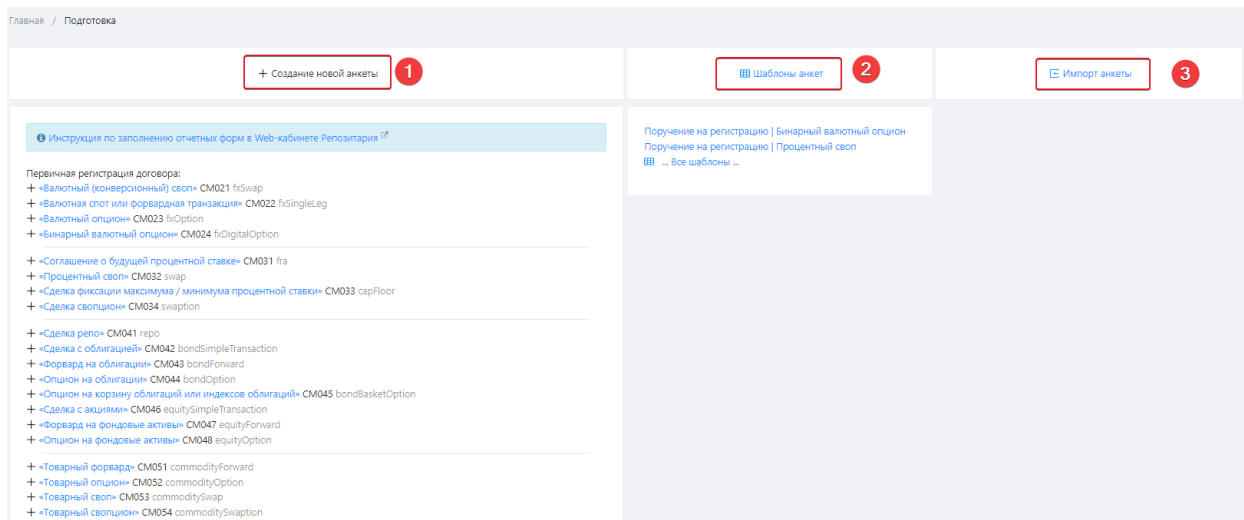 Главная / Подготовка
+ Создание новой анкеты 1
Шаблоны анкет 2
Импорт анкеты 3
Инструкция по заполнению отчетных форм в Web-кабинете Репозитария
Первичная регистрация договора:
+ «Валютный (конверсионный) своп» CM021 fxSwap
+ «Валютная спот или форвардная транзакция» CM022 fxSingleLeg
+ «Валютный опцион» CM023 fxOption
+ «Бинарный валютный опцион» CM024 fxDigitalOption
+ «Соглашение о будущей процентной ставке» CM031 fra
+ «Процентный своп» CM032 swap
+ «Сделка фиксации максимума / минимума процентной ставки» CM033 capFloor
+ «Сделка свопцион» CM034 swaption
+ «Сделка репо» CM041 repo
+ «Сделка с облигацией» CM042 bondSimpleTransaction
+ «Форвард на облигации» CM043 bondForward
+ «Опцион на облигации» CM044 bondOption
+ «Опцион на корзину облигаций или индексов облигаций» CM045 bondBasketOption
+ «Сделка с акциями» CM046 equitySimpleTransaction
+ «Форвард на фондовые активы» CM047 equityForward
+ «Опцион на фондовые активы» CM048 equityOption
+ «Товарный форвард» CM051 commodityForward
+ «Товарный опцион» CM052 commodityOption
+ «Товарный своп» CM053 commoditySwap
+ «Товарный свопцион» CM054 commoditySwaption
Поручение на регистрацию | Бинарный валютный опцион
Поручение на регистрацию | Процентный своп
... Все шаблоны ...